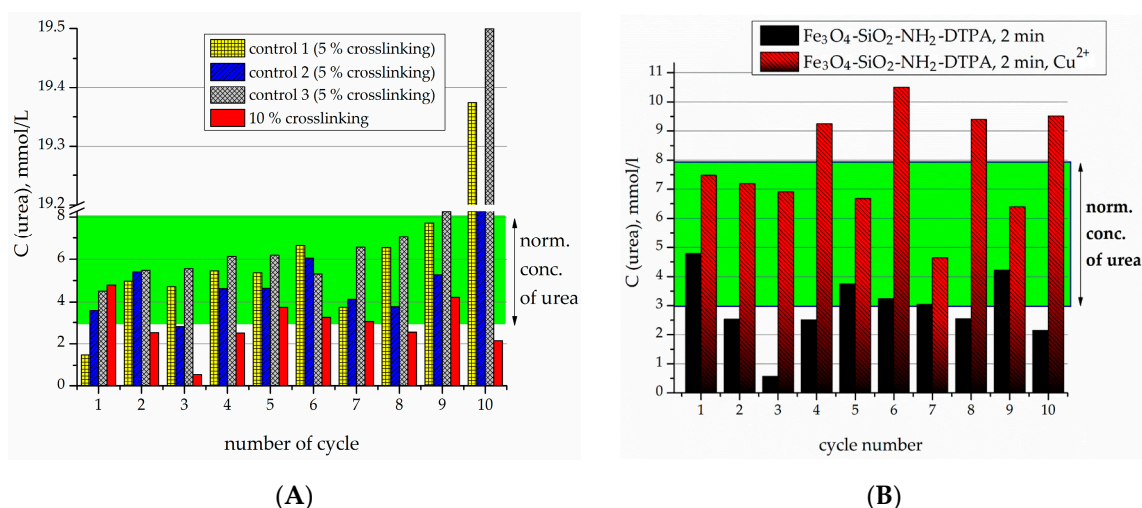 19.5
19.4
19.3
19.2
8
6
4
2
0
C (urea), mmol/L
control 1 (5 % crosslinking)
control 2 (5 % crosslinking)
control 3 (5 % crosslinking)
10 % crosslinking
norm.
conc.
of urea
1 2 3 4 5 6 7 8 9 10
number of cycle
(A)
Fe₃O₄-SiO₂-NH₂-DTPA, 2 min
Fe₃O₄-SiO₂-NH₂-DTPA, 2 min, Cu²⁺
11
10
9
8
7
6
5
4
3
2
1
0
C (urea), mmol/l
norm.
conc.
of urea
1 2 3 4 5 6 7 8 9 10
cycle number
(B)